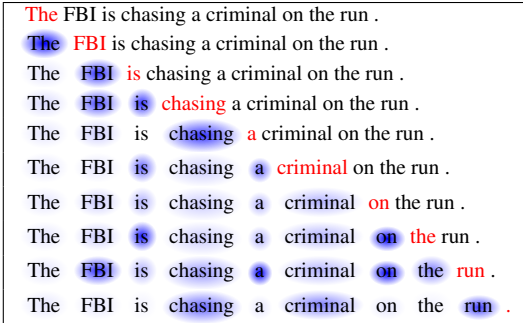 The FBI is chasing a criminal on the run .
The FBI is chasing a criminal on the run .
The FBI is chasing a criminal on the run .
The FBI is chasing a criminal on the run .
The FBI is chasing a criminal on the run .
The FBI is chasing a criminal on the run .
The FBI is chasing a criminal on the run .
The FBI is chasing a criminal on the run .
The FBI is chasing a criminal on the run .
The FBI is chasing a criminal on the run .